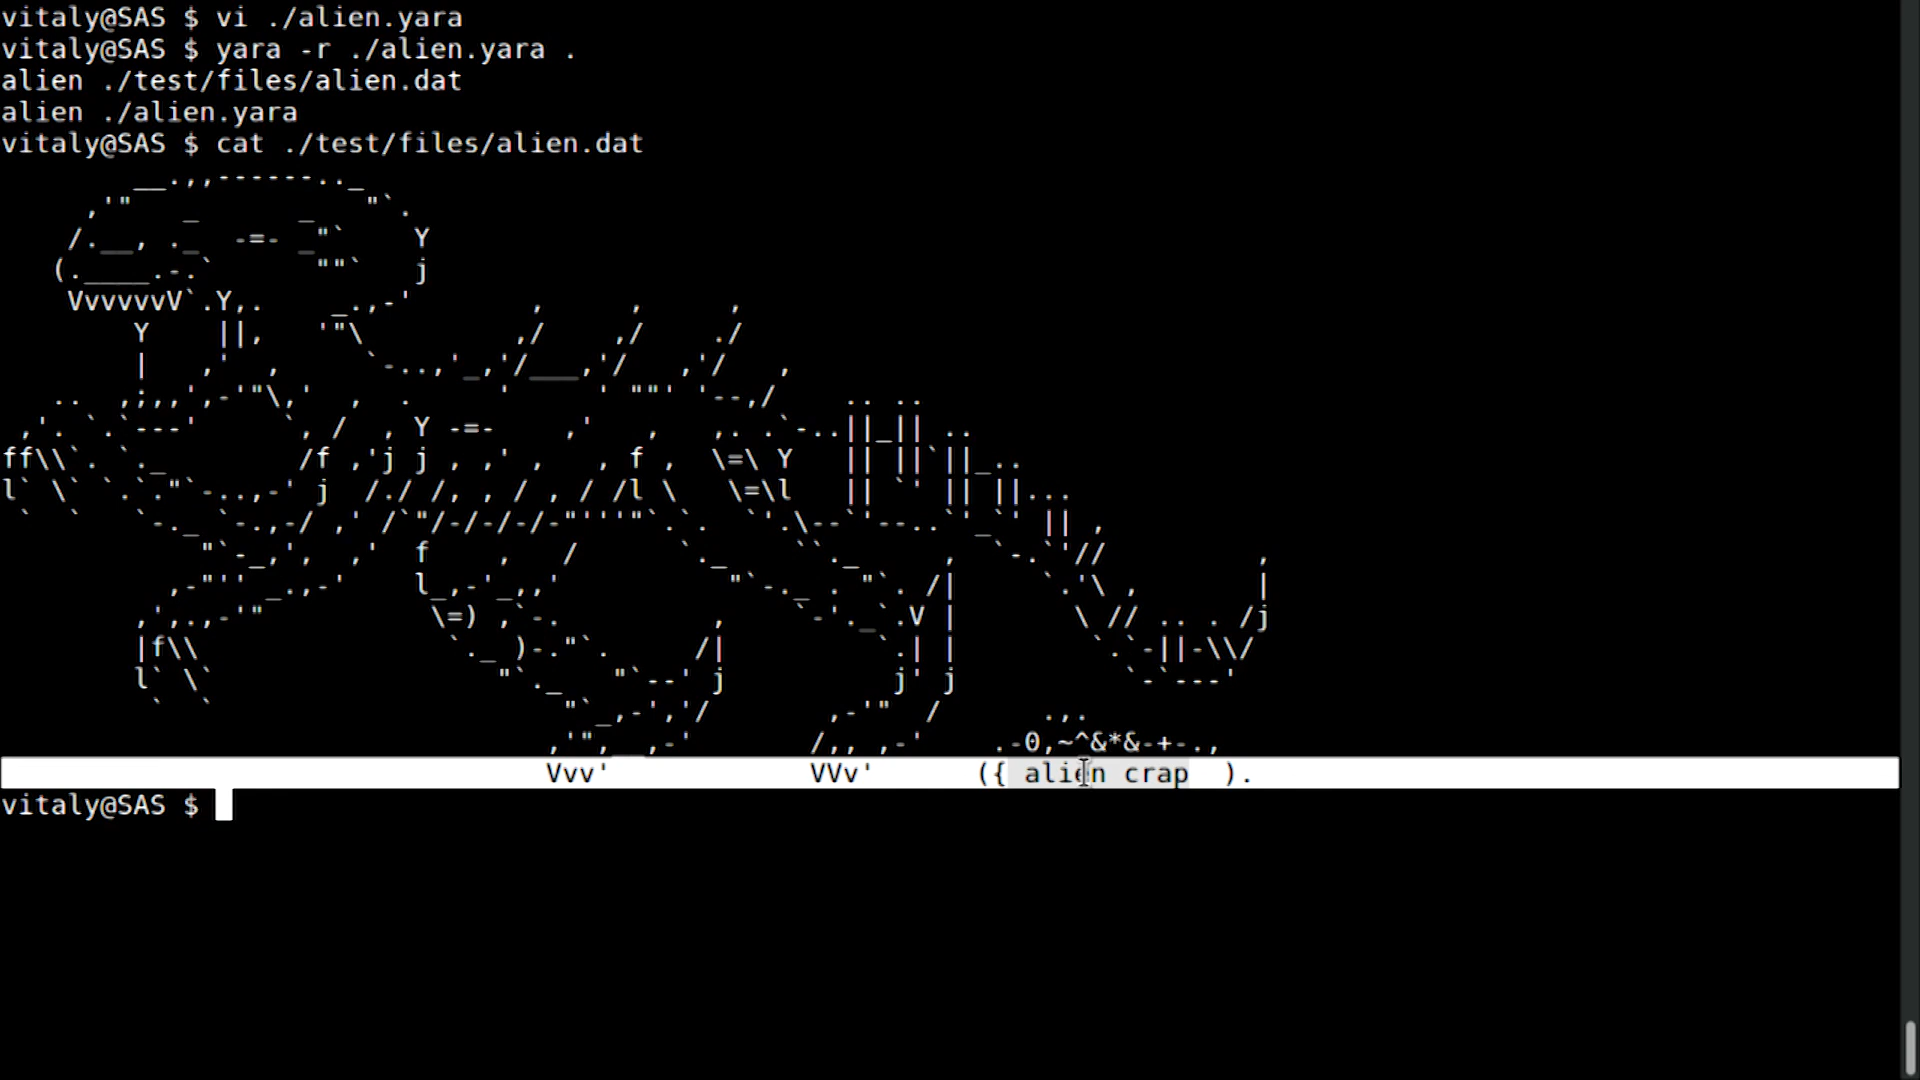 vitaly@SAS $ vi ./alien.yara
vitaly@SAS $ yara -r ./alien.yara .
alien ./test/files/alien.dat
alien ./alien.yara
vitaly@SAS $ cat ./test/files/alien.dat
({ alien crap  ).
vitaly@SAS $